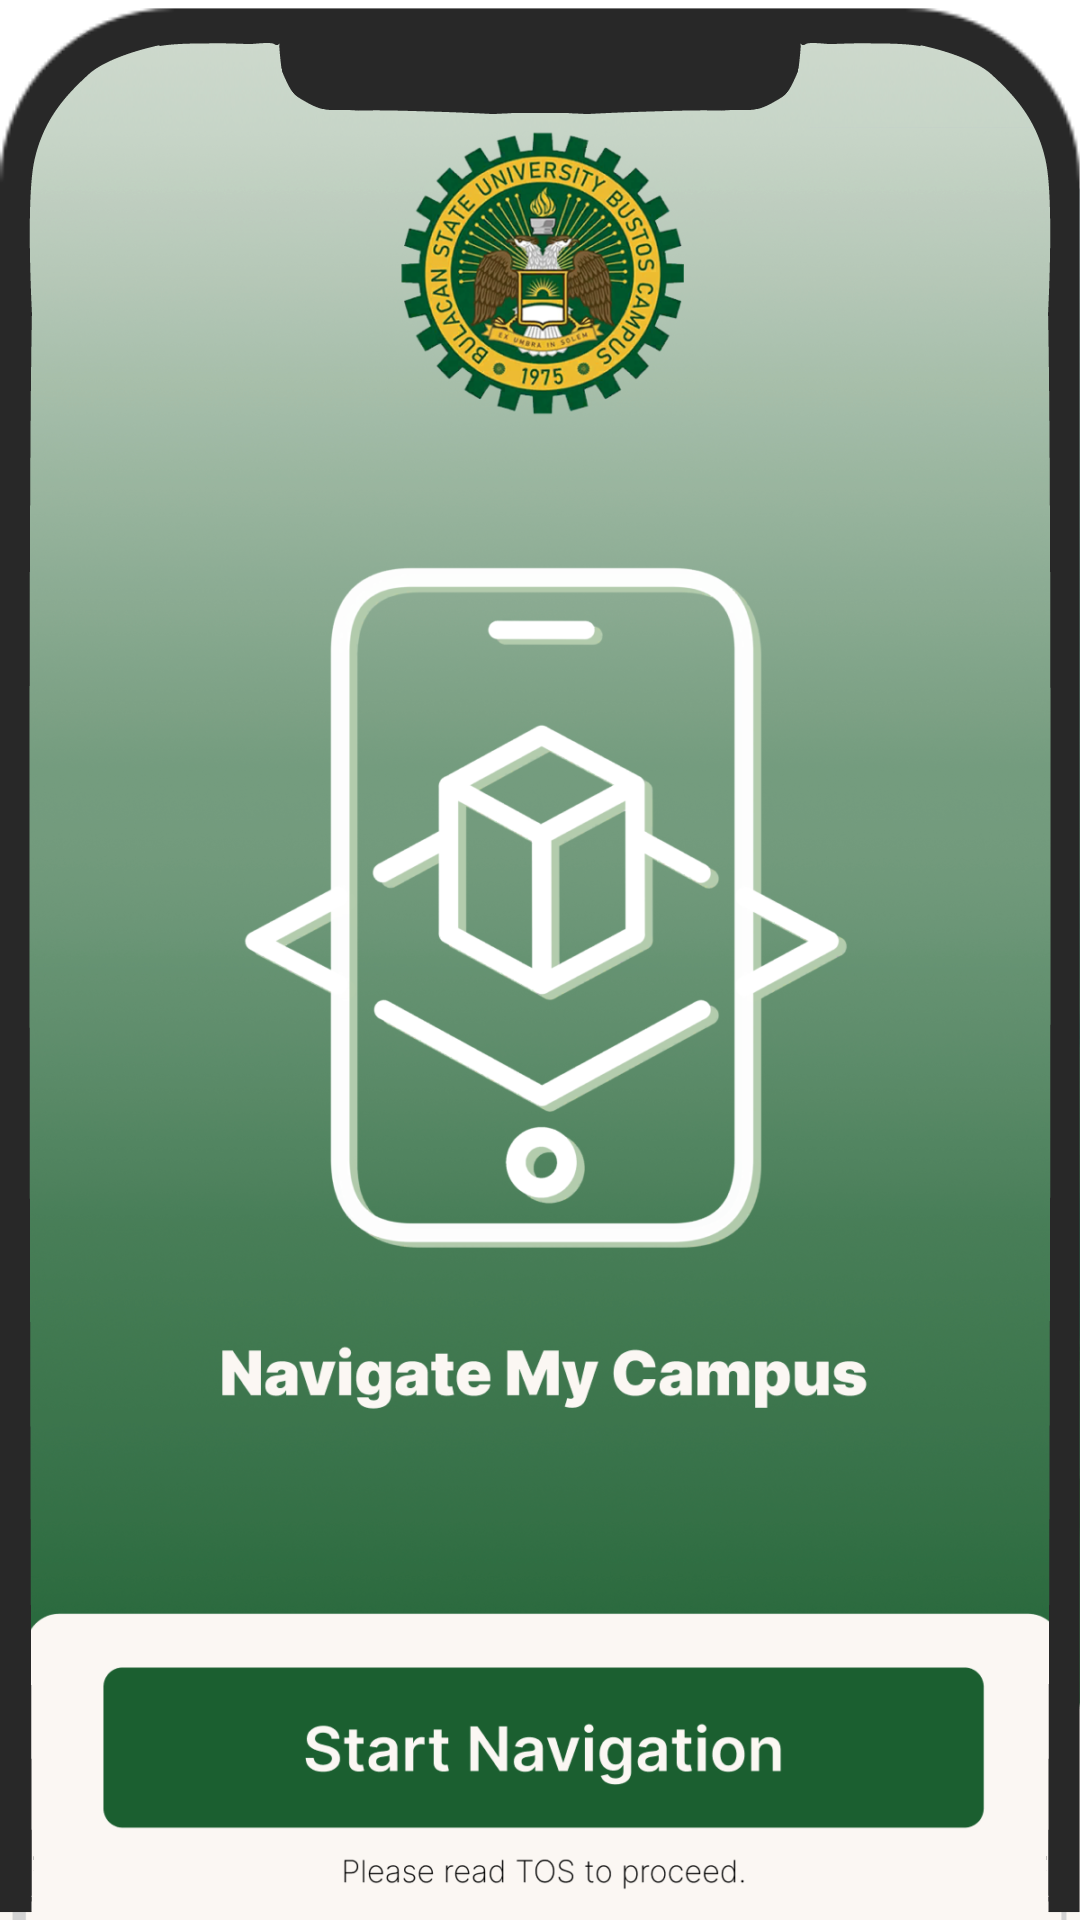 BULACAN STATE UNIVERSITY BUSTOS CAMPUS
EX UMBRA IN SOLEM
1975
Navigate My Campus
Start Navigation
Please read TOS to proceed.